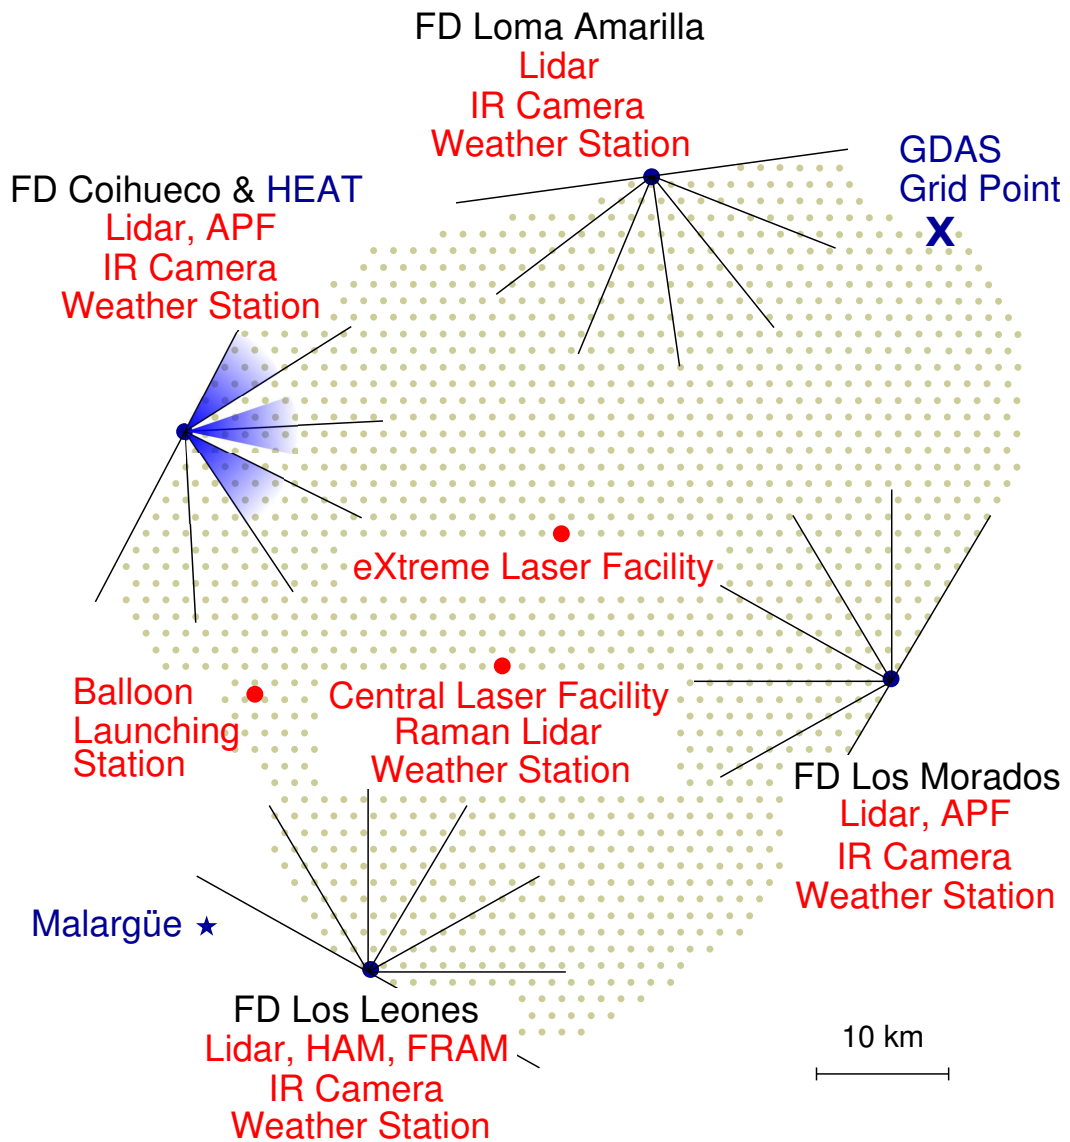 FD Loma Amarilla
Lidar
IR Camera
Weather Station
GDAS
Grid Point
X
FD Coihueco & HEAT
Lidar, APF
IR Camera
Weather Station
eXtreme Laser Facility
Balloon
Launching
Station
Central Laser Facility
Raman Lidar
Weather Station
FD Los Morados
Lidar, APF
IR Camera
Weather Station
Malargüe
FD Los Leones
Lidar, HAM, FRAM
IR Camera
Weather Station
10 km